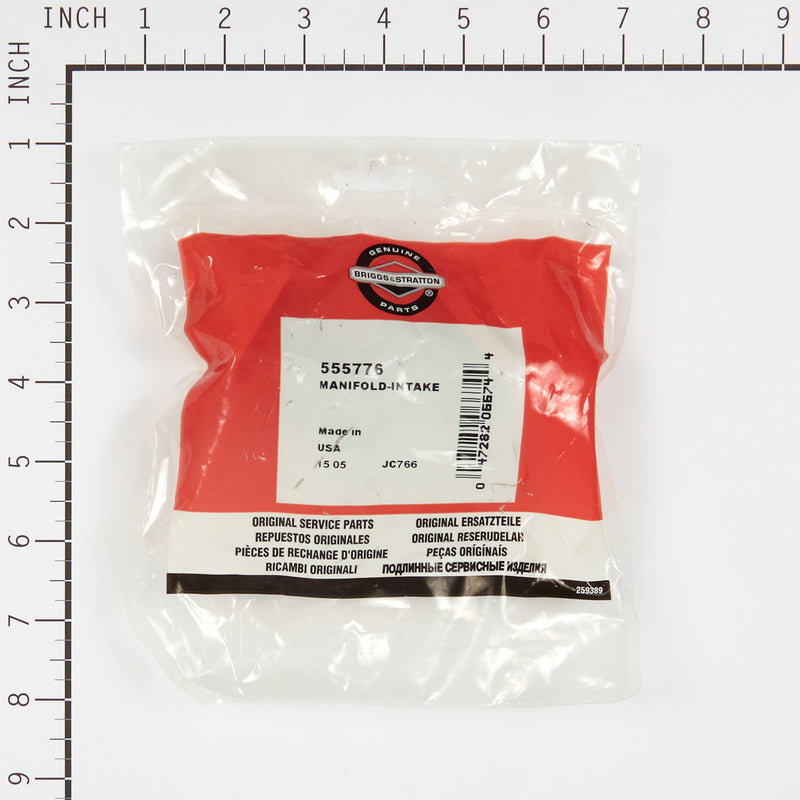 INCH 1 2 3 4 5 6 7 8 9
INCH
1
2
3
4
5
6
7
8
9
GENUINE
BRIGGS&STRATTON
®
PARTS
555776
MANIFOLD-INTAKE
Made in
USA
15 05 JC766
0 47282 06674 4
ORIGINAL SERVICE PARTS ORIGINAL ERSATZTEILE
REPUESTOS ORIGINALES ORIGINAL RESERUDELAR
PIÈCES DE RECHANGE D'ORIGINE PEÇAS ORIGINAIS
RICAMBI ORIGINALI ПОДЛИННЫЕ СЕРВИСНЫЕ ИЗДЕЛИЯ
259389